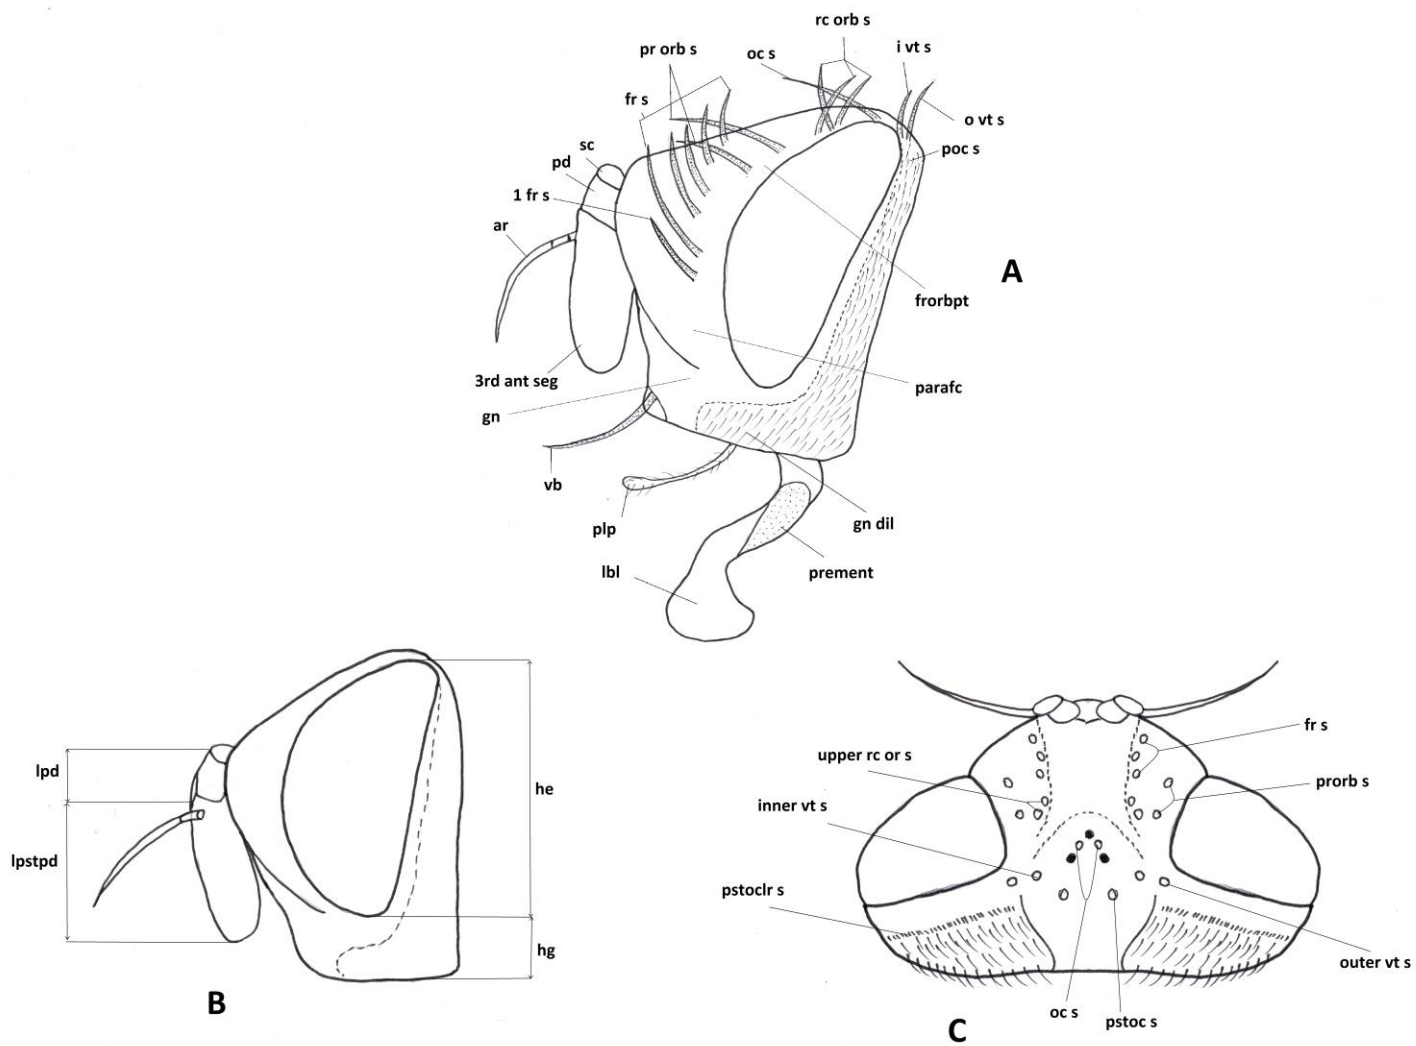 rc orb s
pr orb s
oc s
i vt s
fr s
o vt s
sc
poc s
pd
1 fr s
ar
A
frorbpt
3rd ant seg
parafc
gn
vb
plp
gn dil
lbl
prement
lpd
he
lpstpd
hg
B
fr s
upper rc or s
prorb s
inner vt s
pstoclr s
outer vt s
oc s
pstoc s
C